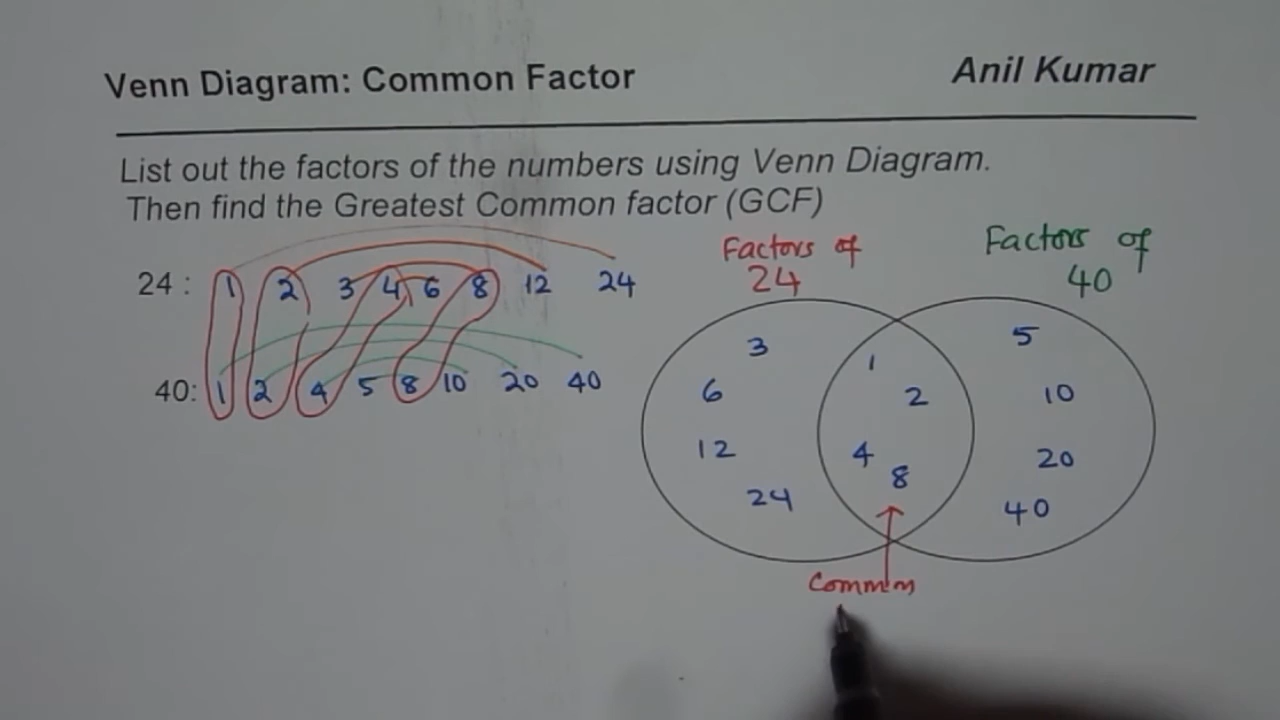 Venn Diagram: Common Factor
Anil Kumar
List out the factors of the numbers using Venn Diagram.
Then find the Greatest Common factor (GCF)
24 : 1 2 3 4 6 8 12 24
40: 1 2 4 5 8 10 20 40
Factors of
24
Factors of
40
3
6
12
24
1
2
4
8
5
10
20
40
Common